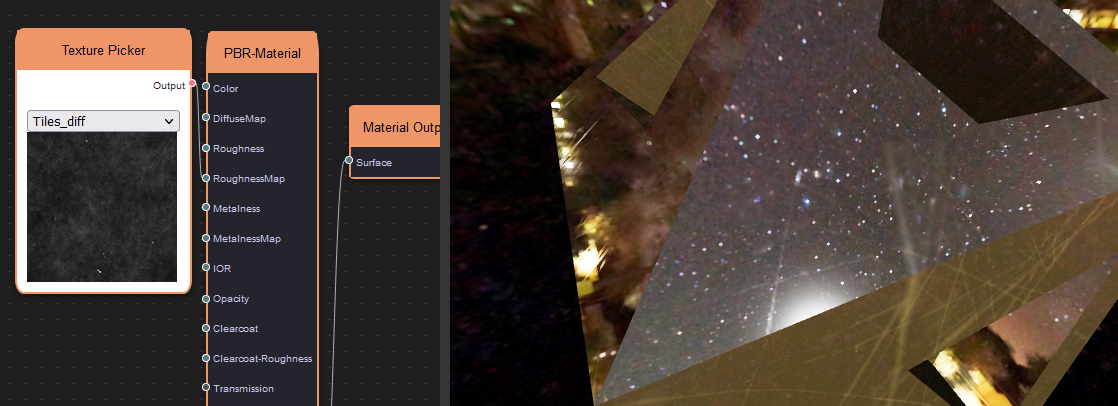 Texture Picker
Output
Tiles_diff
PBR-Material
Color
DiffuseMap
Roughness
RoughnessMap
Metalness
MetalnessMap
IOR
Opacity
Clearcoat
Clearcoat-Roughness
Transmission
Material Outp
Surface